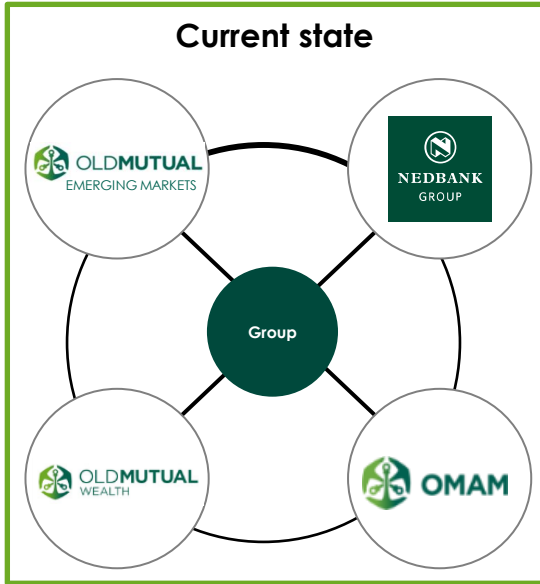 Current state
OLDMUTUAL
EMERGING MARKETS
NEDBANK
GROUP
Group
OLDMUTUAL
WEALTH
OMAM